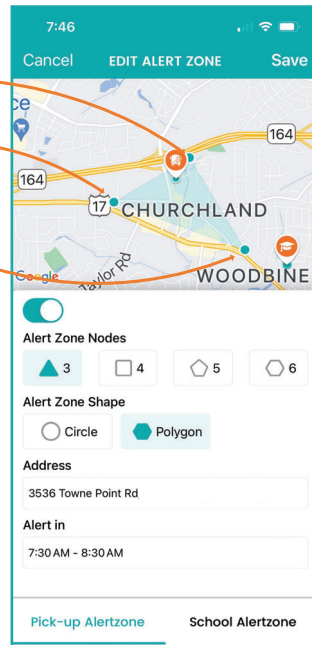 7:46
Cancel EDIT ALERT ZONE Save
ce
164
164
17 CHURCHLAND
Taylor Rd
WOODBINE
Google
Alert Zone Nodes
3 4 5 6
Alert Zone Shape
Circle Polygon
Address
3536 Towne Point Rd
Alert in
7:30 AM - 8:30 AM
Pick-up Alertzone School Alertzone